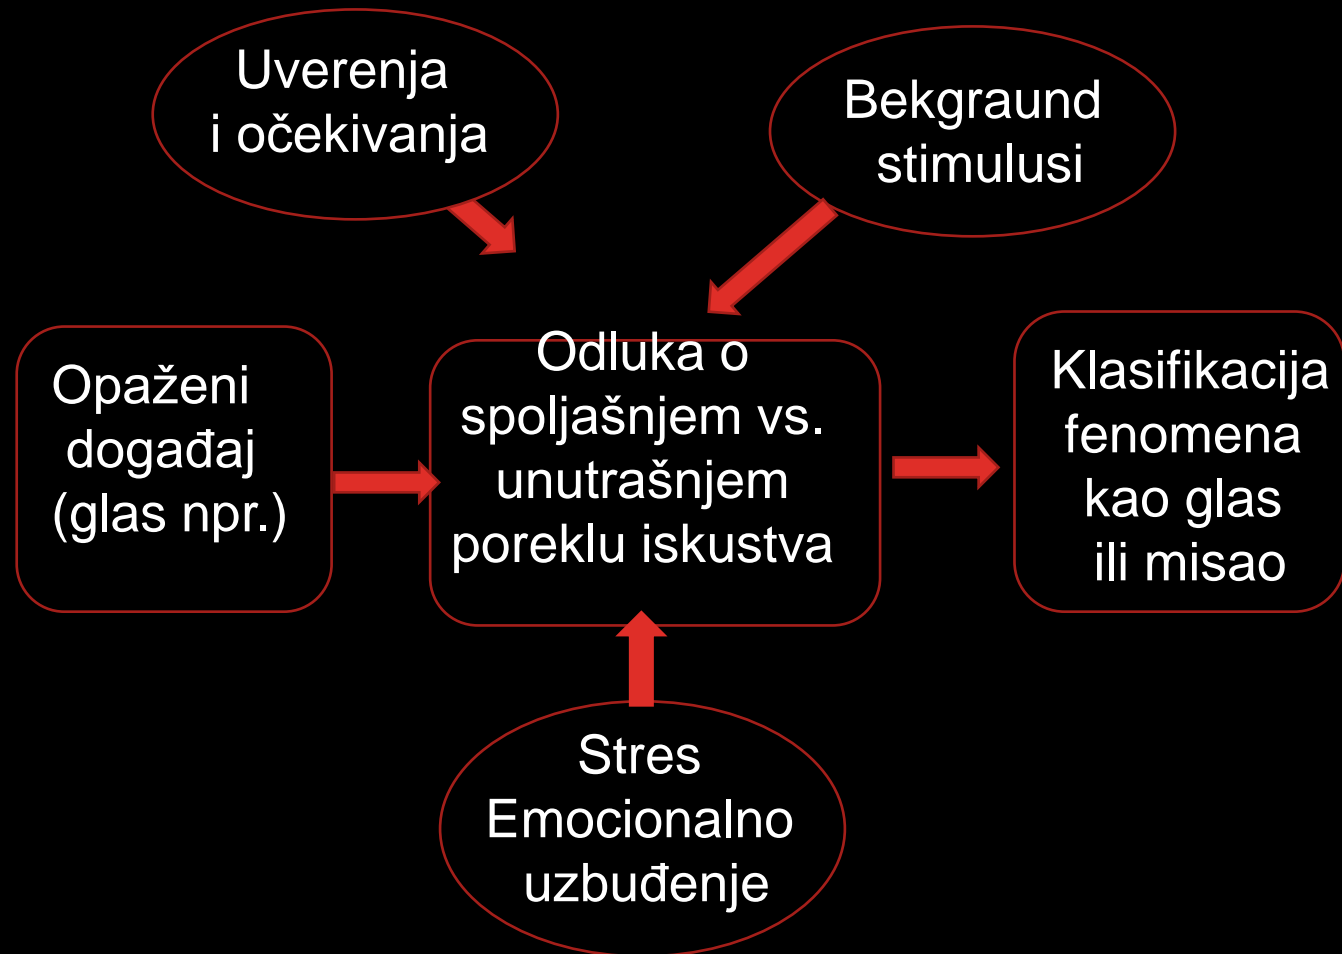 Uverenja
i očekivanja
Bekgraund
stimulusi
Opaženi
događaj
(glas npr.)
Odluka o
spoljašnjem vs.
unutrašnjem
poreklu iskustva
Klasifikacija
fenomena
kao glas
ili misao
Stres
Emocionalno
uzbuđenje